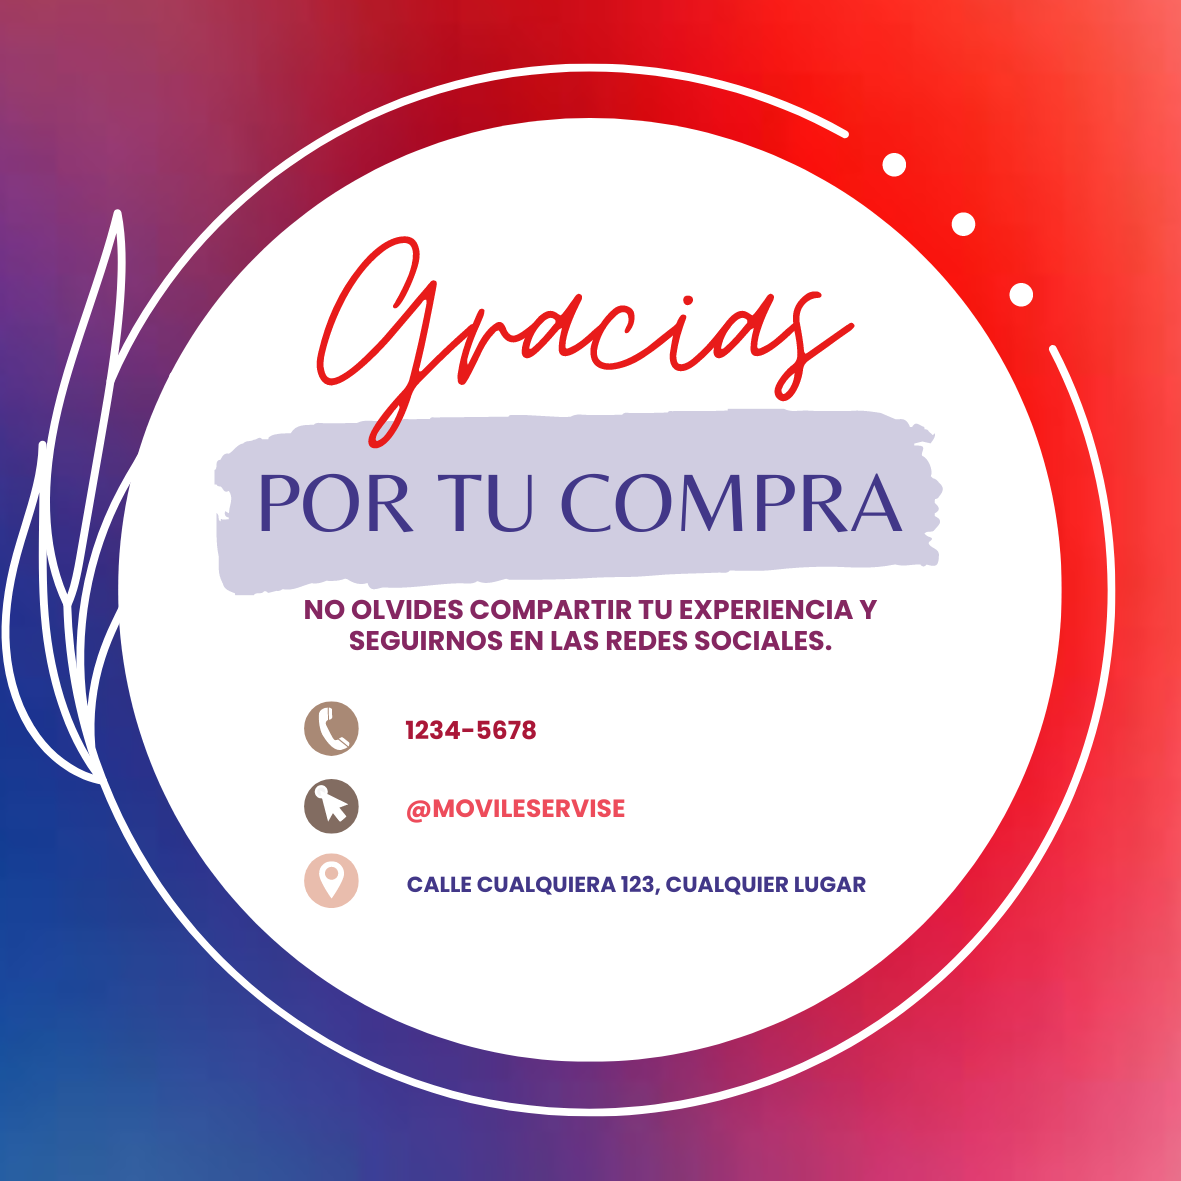 Gracias
POR TU COMPRA
NO OLVIDES COMPARTIR TU EXPERIENCIA Y
SEGUIRNOS EN LAS REDES SOCIALES.
1234-5678
@MOVILESERVISE
CALLE CUALQUIERA 123, CUALQUIER LUGAR